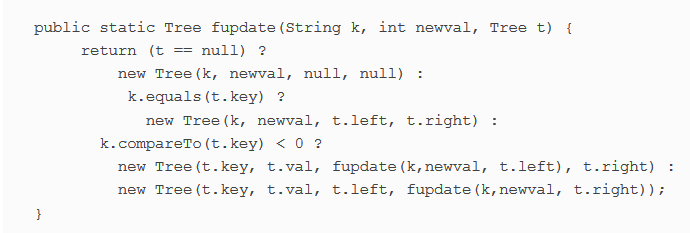 public static Tree fupdate(String k, int newval, Tree t) {
return (t == null) ?
new Tree(k, newval, null, null) :
k.equals(t.key) ?
new Tree(k, newval, t.left, t.right) :
k.compareTo(t.key) < 0 ?
new Tree(t.key, t.val, fupdate(k,newval, t.left), t.right) :
new Tree(t.key, t.val, t.left, fupdate(k,newval, t.right));
}